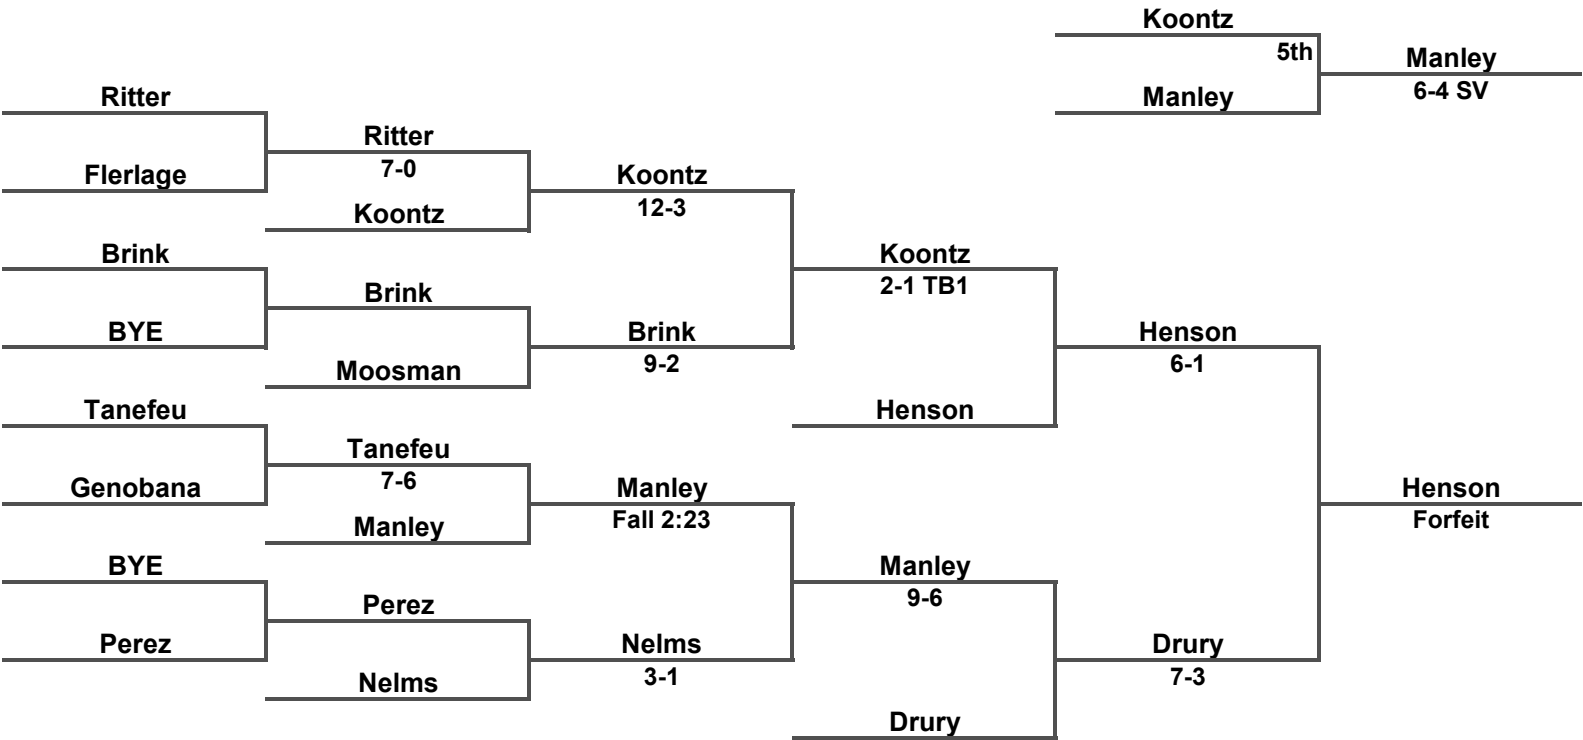 Koontz
5th
Manley
6-4 SV
Manley
Ritter
Flerlage
Ritter
7-0
Koontz
Koontz
12-3
Brink
BYE
Brink
Moosman
Brink
9-2
Koontz
2-1 TB1
Henson
Henson
6-1
Tanefeu
Genobana
Tanefeu
7-6
Manley
Manley
Fall 2:23
BYE
Perez
Perez
Nelms
Nelms
3-1
Manley
9-6
Drury
Drury
7-3
Henson
Forfeit